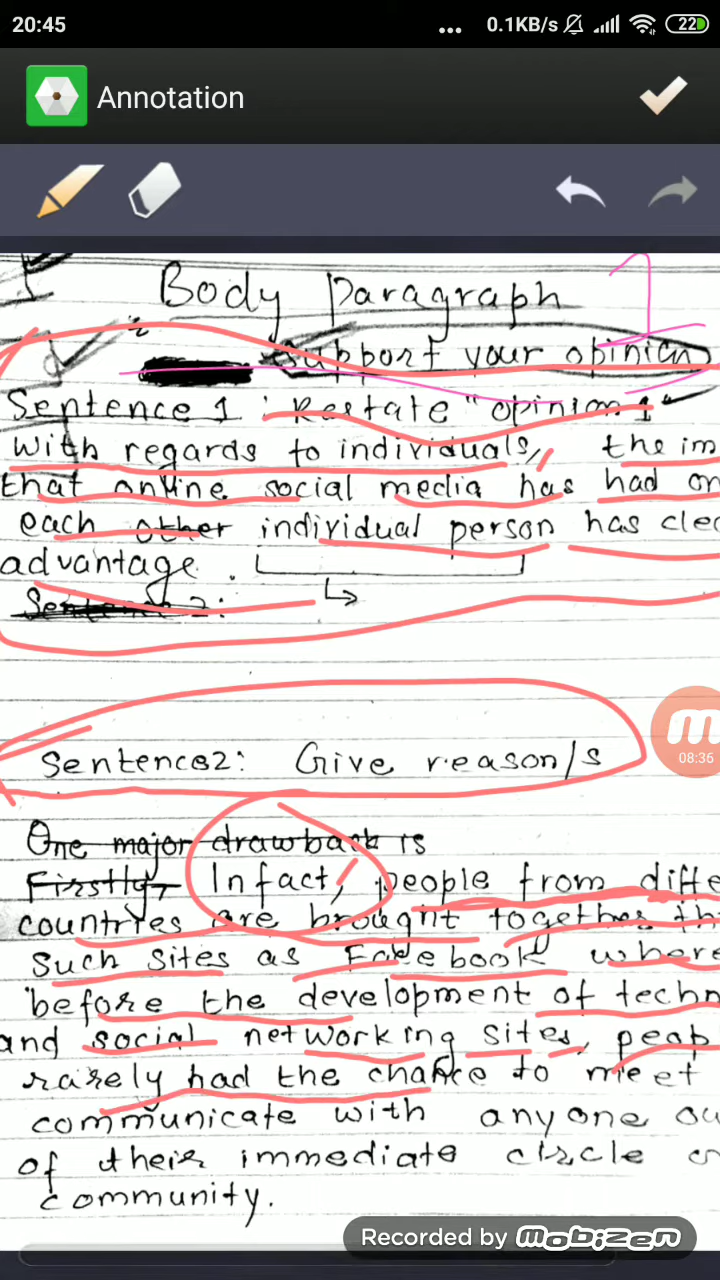 20:45
... 0.1KB/s 22
Annotation
Body Paragraph 1
Support your opinion
Sentence 1 : Restate "opinion 1"
With regards to individuals, the im
that online social media has had on
each other individual person has clea
advantage.
Sentence 2:
Sentence2: Give reason/s
One major drawback is
Firstly, Infact, people from diffe
countries are brought together th
such sites as Facebook where
before the development of techn
and social networking sites, peop
rarely had the chance to meet
communicate with anyone ou
of their immediate circle or
community.
08:36
Recorded by mobizen